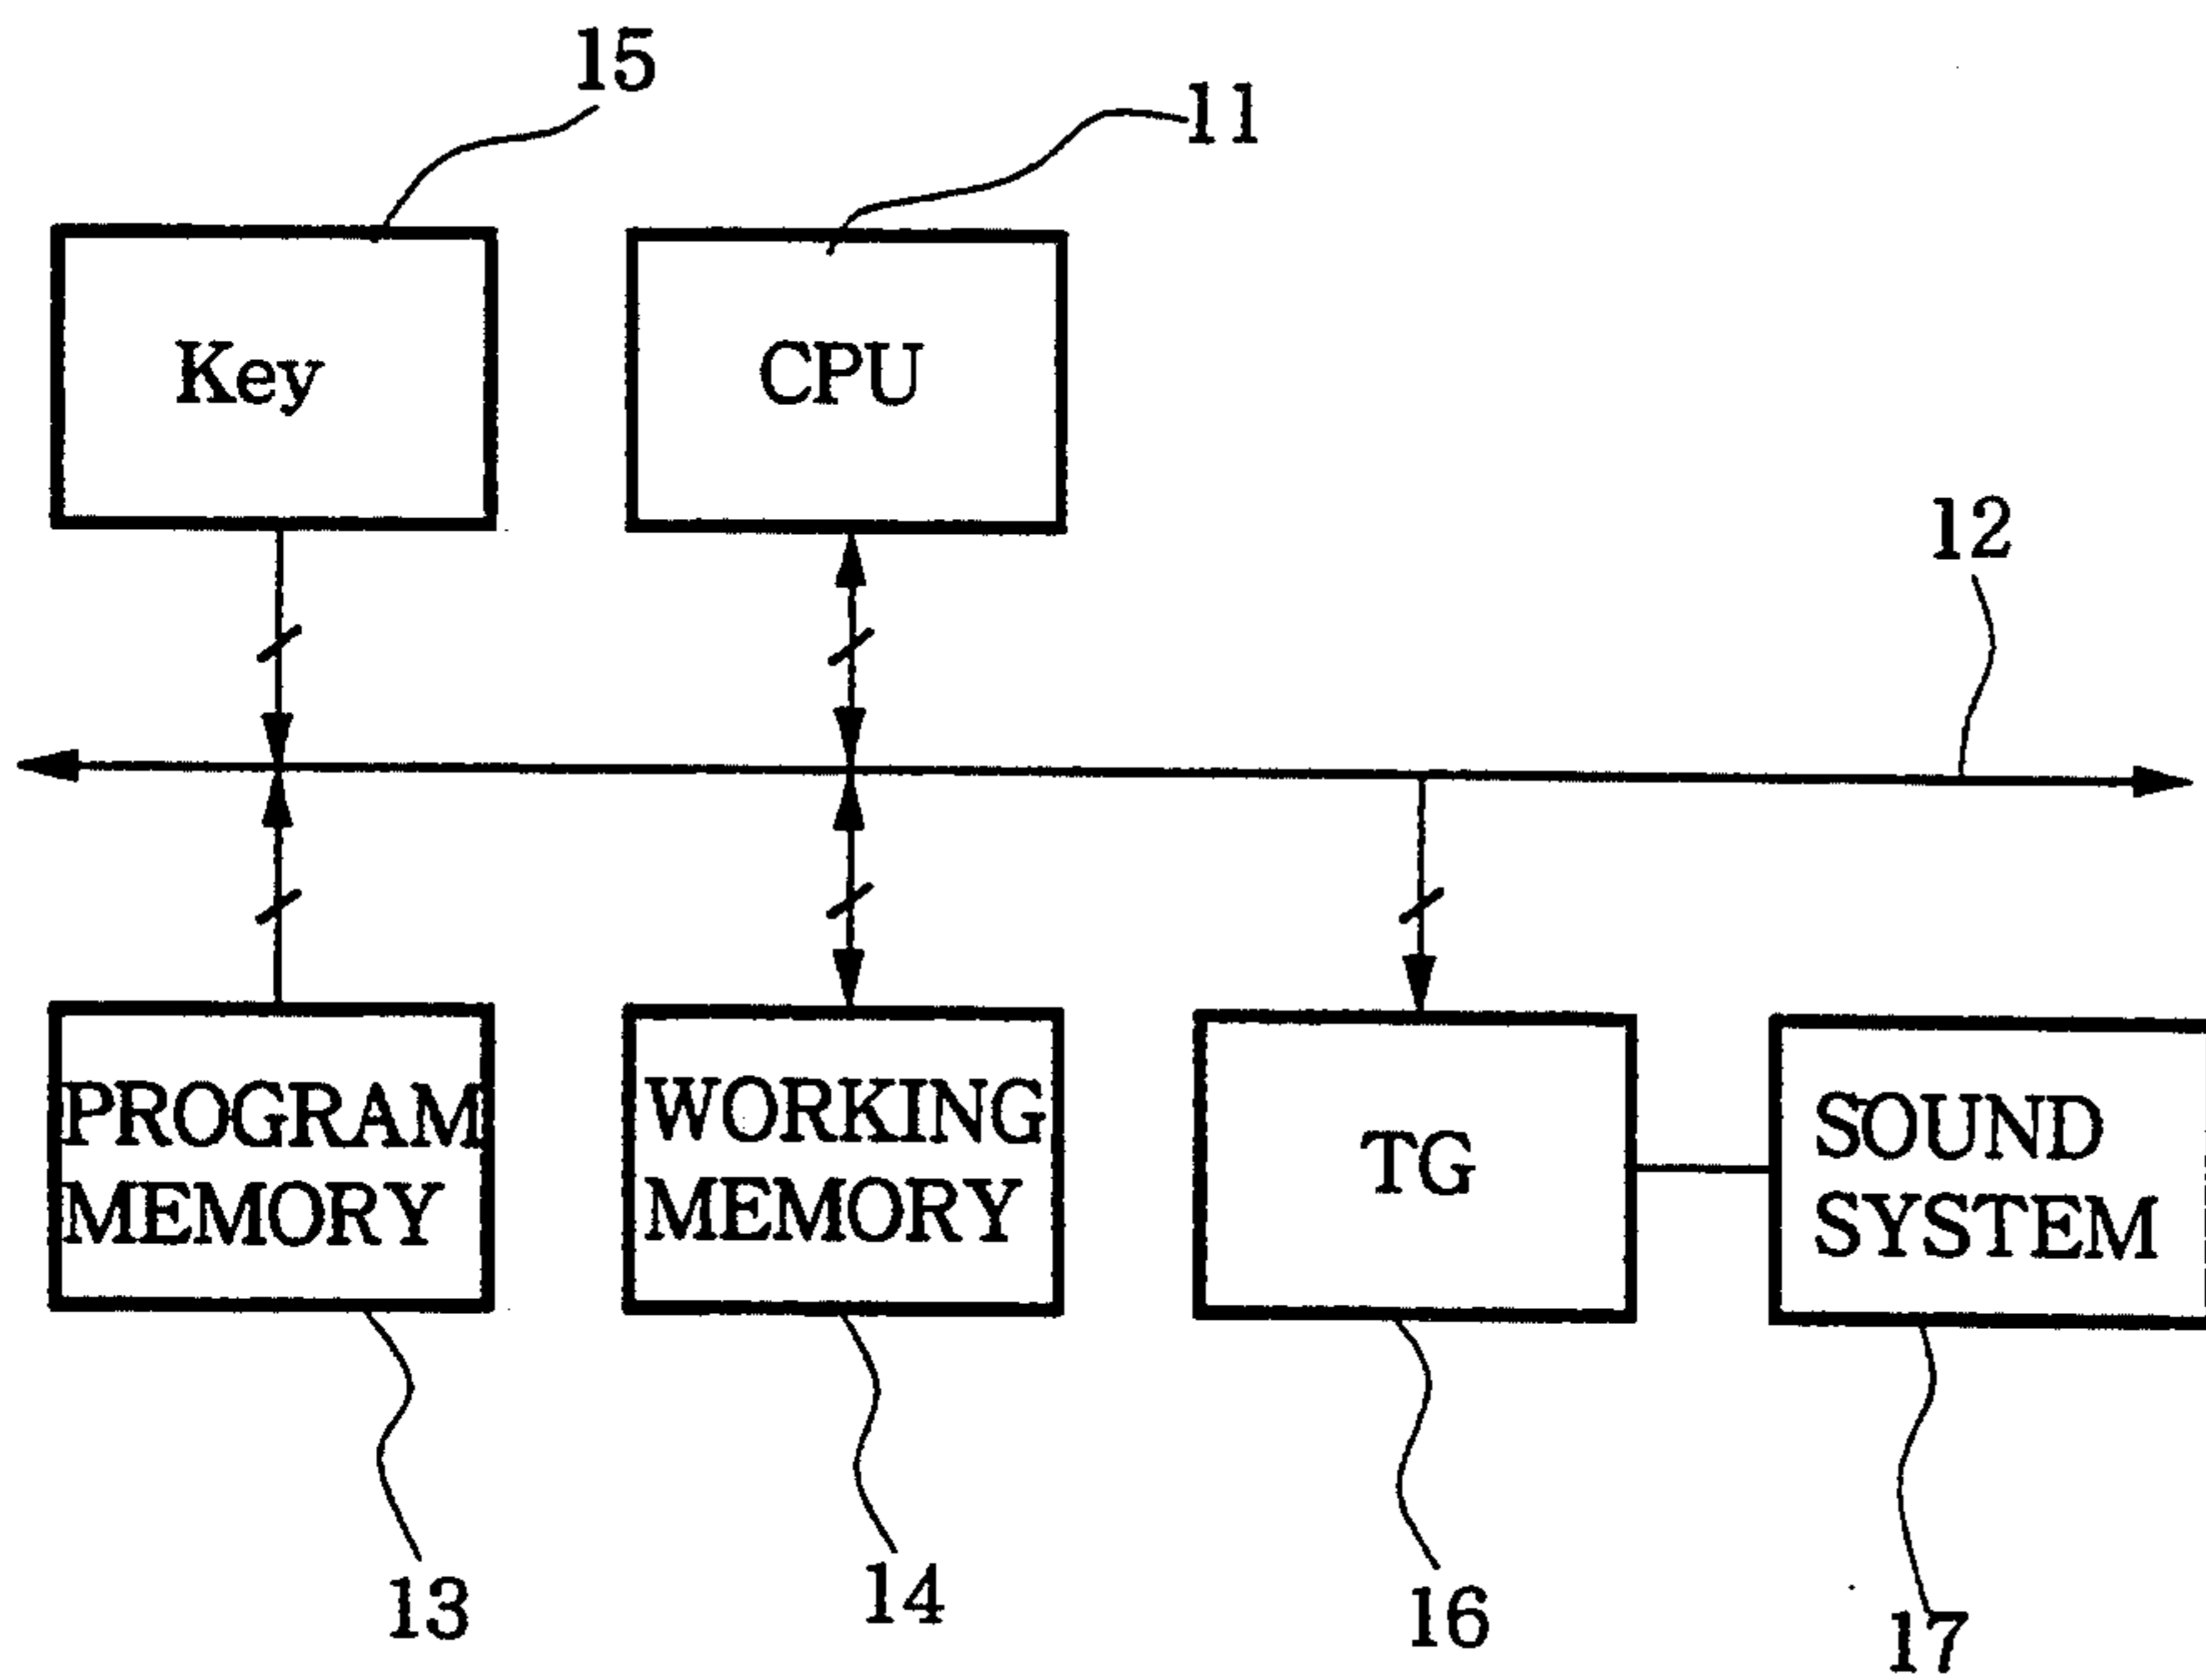 15
11
Key
CPU
12
PROGRAM
MEMORY
WORKING
MEMORY
TG
SOUND
SYSTEM
13
14
16
17